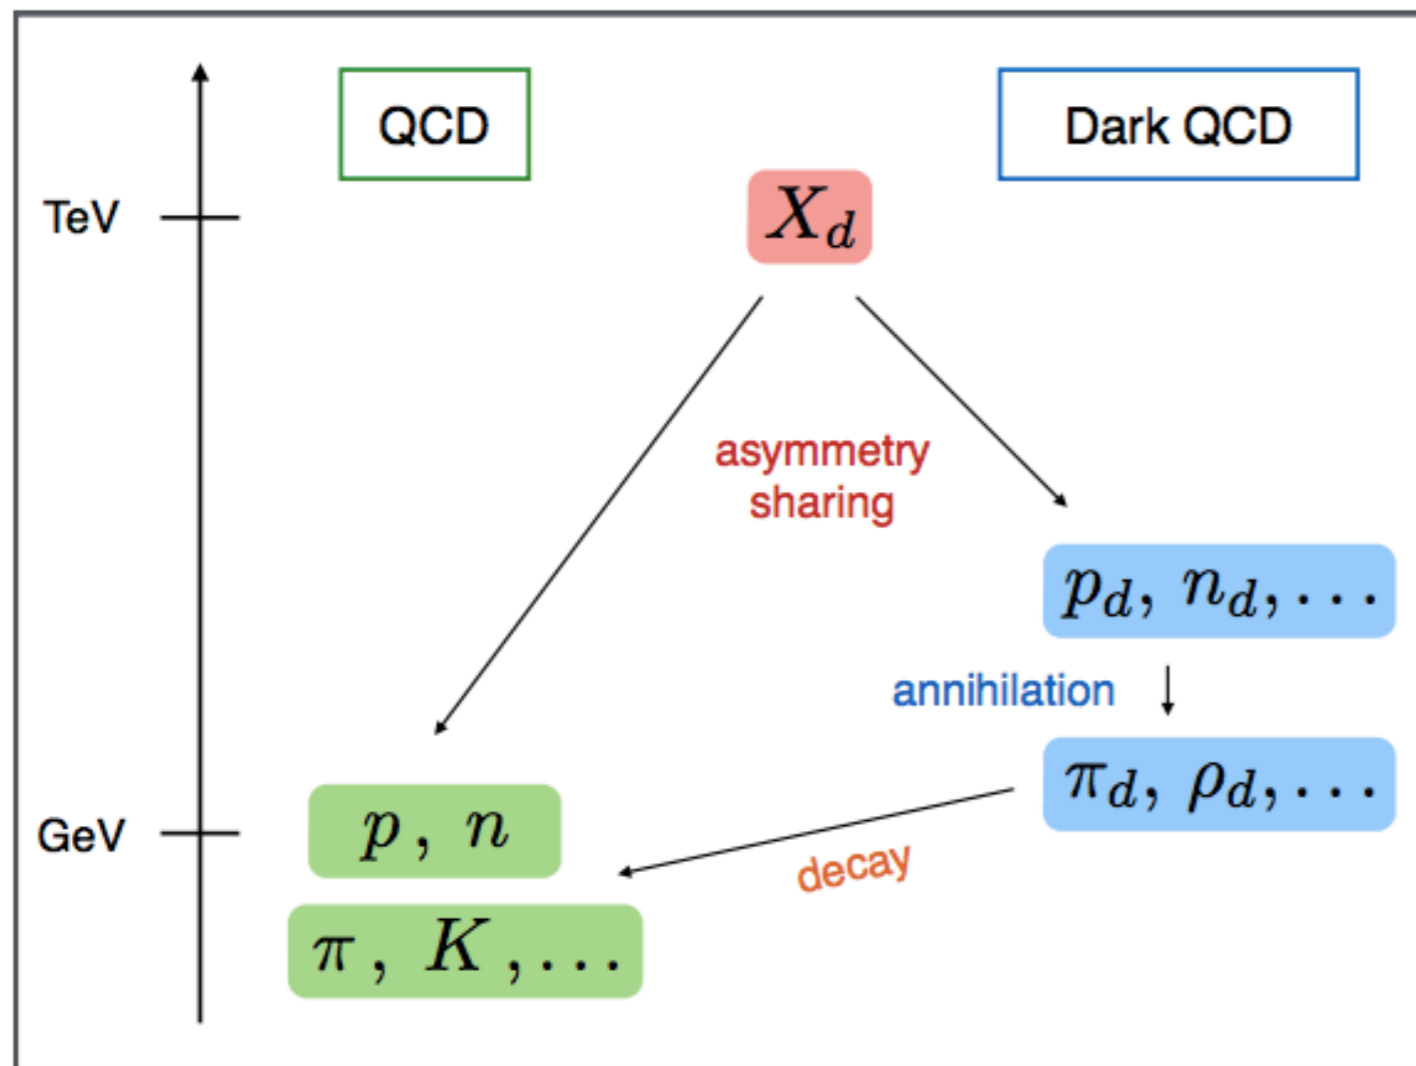 QCD
Dark QCD
TeV
X_d
asymmetry
sharing
p_d, n_d, ...
annihilation
π_d, ρ_d, ...
GeV
p, n
decay
π, K, ...